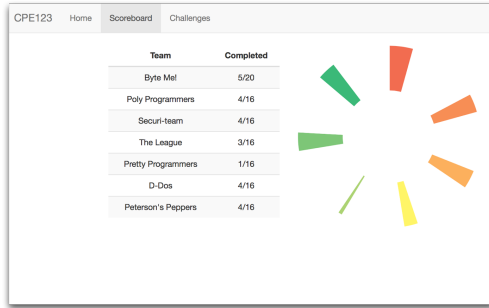 CPE123 Home Scoreboard Challenges
Team Completed
Byte Me! 5/20
Poly Programmers 4/16
Securi-team 4/16
The League 3/16
Pretty Programmers 1/16
D-Dos 4/16
Peterson's Peppers 4/16